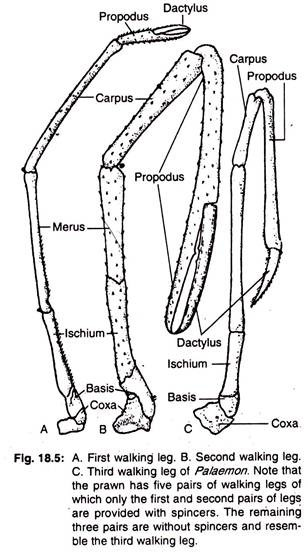 Dactylus
Propodus
Carpus
Carpus
Propodus
Propodus
Merus
Ischium
Dactylus
Ischium
Basis
Basis
Coxa
Coxa
A
B
C
Fig. 18.5: A. First walking leg. B. Second walking leg.
C. Third walking leg of Palaemon. Note that
the prawn has five pairs of walking legs of
which only the first and second pairs of legs
are provided with spincers. The remaining
three pairs are without spincers and resem-
ble the third walking leg.